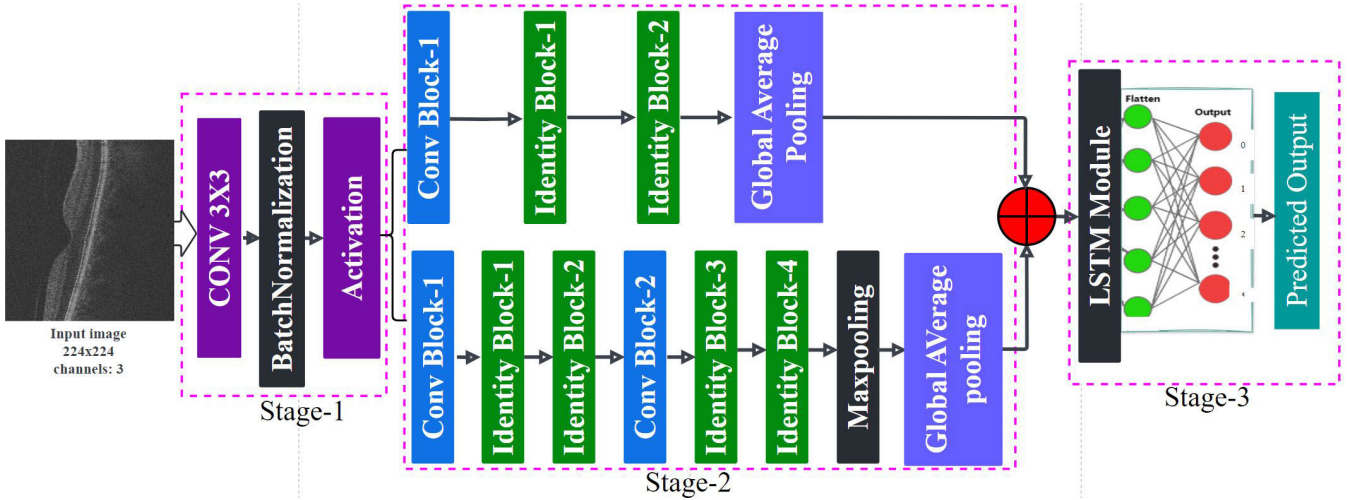 Input image
224x224
channels: 3
CONV 3X3
BatchNormalization
Activation
Stage-1
Conv Block-1
Identity Block-1
Identity Block-2
Global Average
Pooling
Conv Block-1
Identity Block-1
Identity Block-2
Conv Block-2
Identity Block-3
Identity Block-4
Maxpooling
Global AVerage
pooling
Stage-2
LSTM Module
Flatten
Output
0
1
2
4
Predicted Output
Stage-3